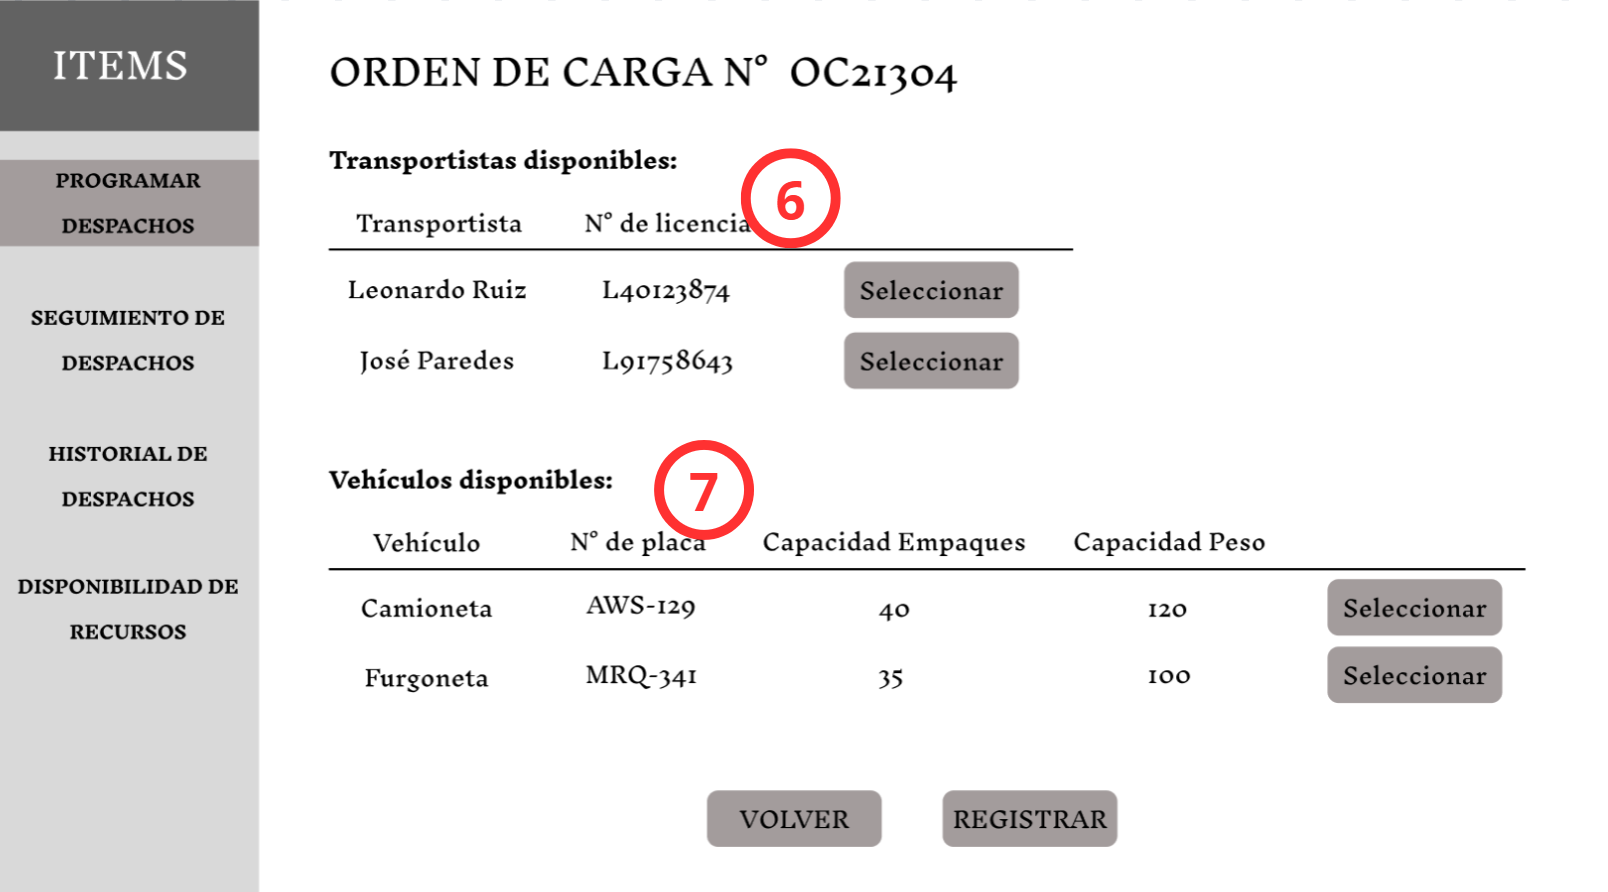 ITEMS
PROGRAMAR
DESPACHOS
SEGUIMIENTO DE
DESPACHOS
HISTORIAL DE
DESPACHOS
DISPONIBILIDAD DE
RECURSOS
ORDEN DE CARGA N° OC21304
Transportistas disponibles:
6
Transportista N° de licencia
Leonardo Ruiz L40123874 Seleccionar
José Paredes L91758643 Seleccionar
Vehículos disponibles:
7
Vehículo N° de placa Capacidad Empaques Capacidad Peso
Camioneta AWS-129 40 120 Seleccionar
Furgoneta MRQ-341 35 100 Seleccionar
VOLVER REGISTRAR